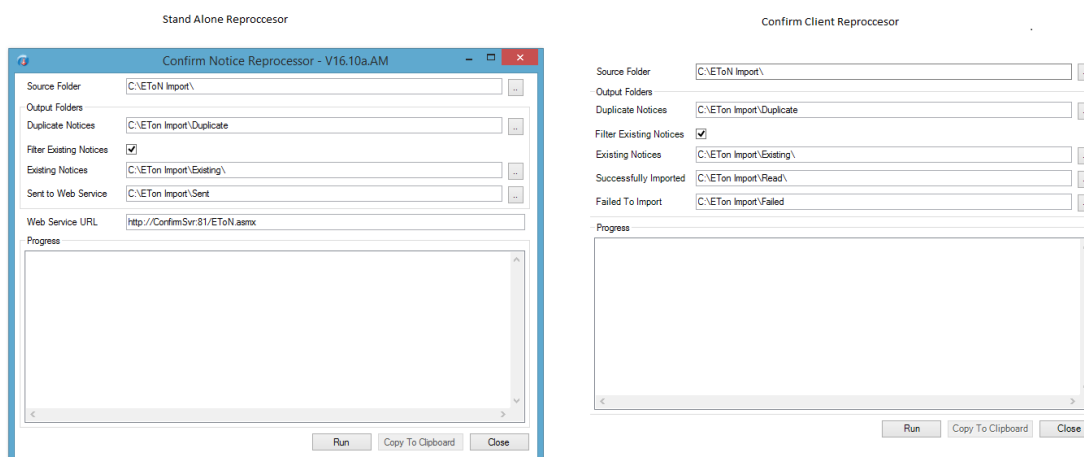 Stand Alone Reproccesor
Confirm Notice Reprocessor - V16.10a.AM
Source Folder C:\EToN Import\ ..
Output Folders
Duplicate Notices C:\ETon Import\Duplicate ..
Filter Existing Notices
Existing Notices C:\ETon Import\Existing\ ..
Sent to Web Service C:\ETon Import\Sent ..
Web Service URL http://ConfirmSvr:81/EToN.asmx
Progress
Run Copy To Clipboard Close
Confirm Client Reproccesor
.
Source Folder C:\EToN Import\
Output Folders
Duplicate Notices C:\ETon Import\Duplicate
Filter Existing Notices
Existing Notices C:\ETon Import\Existing\
Successfully Imported C:\ETon Import\Read\
Failed To Import C:\ETon Import\Failed
Progress
Run Copy To Clipboard Close